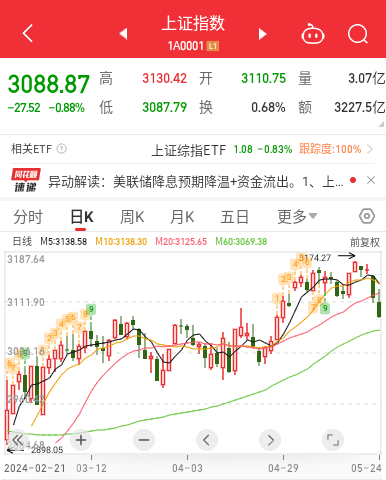 上证指数
1A0001 L1
3088.87
-27.52 -0.88%
高 3130.42 开 3110.75 量 3.07亿
低 3087.79 换 0.68% 额 3227.5亿
相关ETF ? 上证综指ETF 1.08 -0.83% 跟踪度:100%
同花顺速递 异动解读：美联储降息预期降温+资金流出。1、上...
分时 日K 周K 月K 五日 更多
日线 M5:3138.58 M10:3138.30 M20:3125.65 M60:3069.38 前复权
3187.64
3174.27
3111.90
2898.05
2024-02-21 03-12 04-03 04-29 05-24